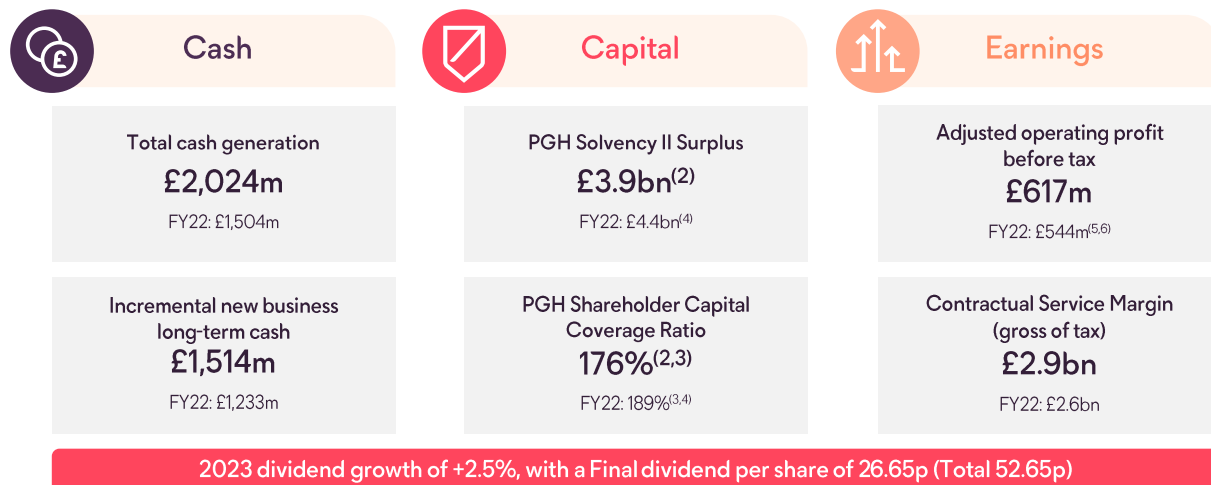 £
Cash
Total cash generation
£2,024m
FY22: £1,504m
Incremental new business
long-term cash
£1,514m
FY22: £1,233m
Capital
PGH Solvency II Surplus
£3.9bn(2)
FY22: £4.4bn(4)
PGH Shareholder Capital
Coverage Ratio
176%(2,3)
FY22: 189%(3,4)
Earnings
Adjusted operating profit
before tax
£617m
FY22: £544m(5,6)
Contractual Service Margin
(gross of tax)
£2.9bn
FY22: £2.6bn
2023 dividend growth of +2.5%, with a Final dividend per share of 26.65p (Total 52.65p)